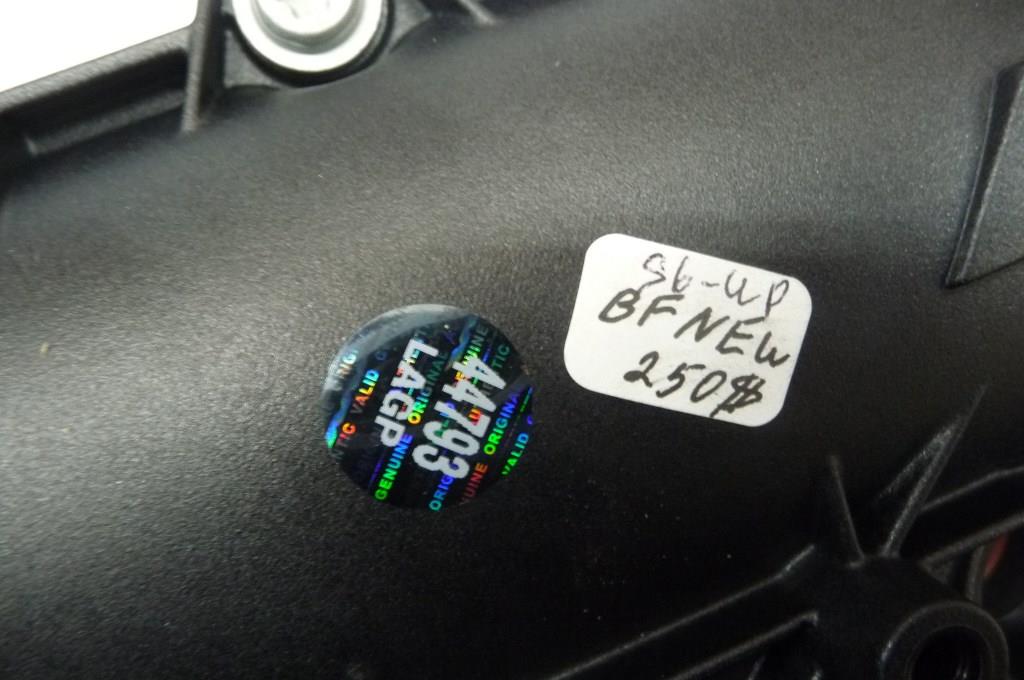 96-UP
BF NEW
250$
44793
LAGP
GENUINE ORIGINAL
VALID